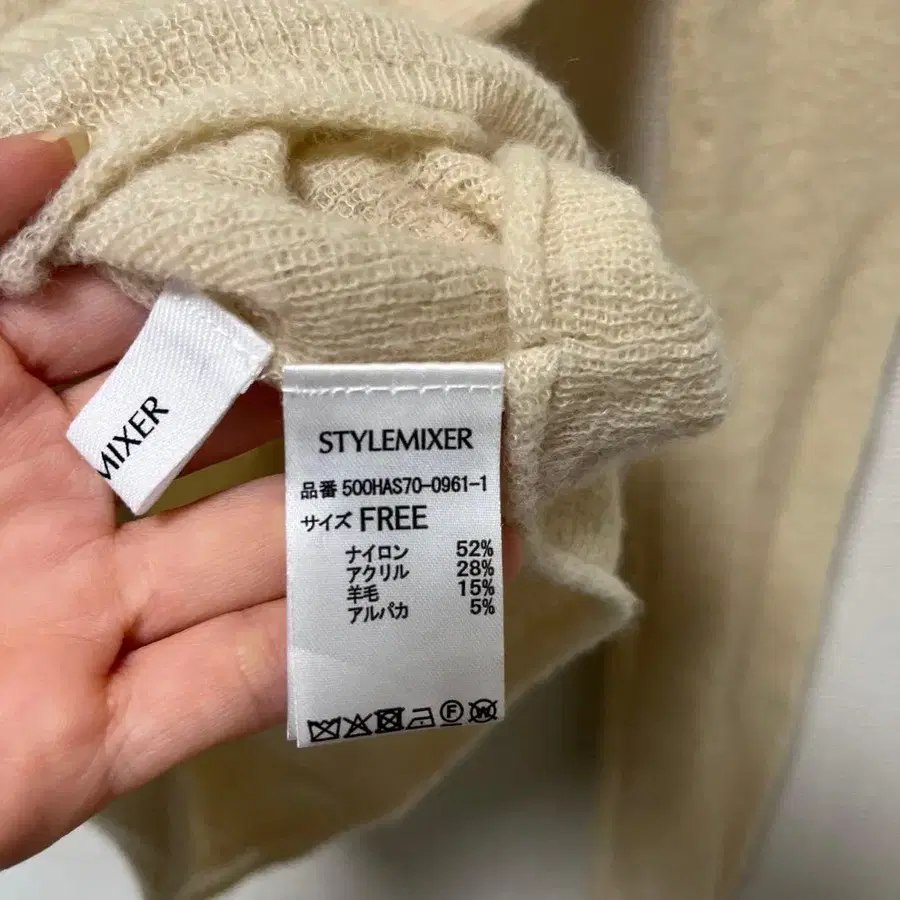 MIXER
STYLEMIXER
品番 500HAS70-0961-1
サイズ FREE
ナイロン 52%
アクリル 28%
羊毛 15%
アルパカ 5%
F W